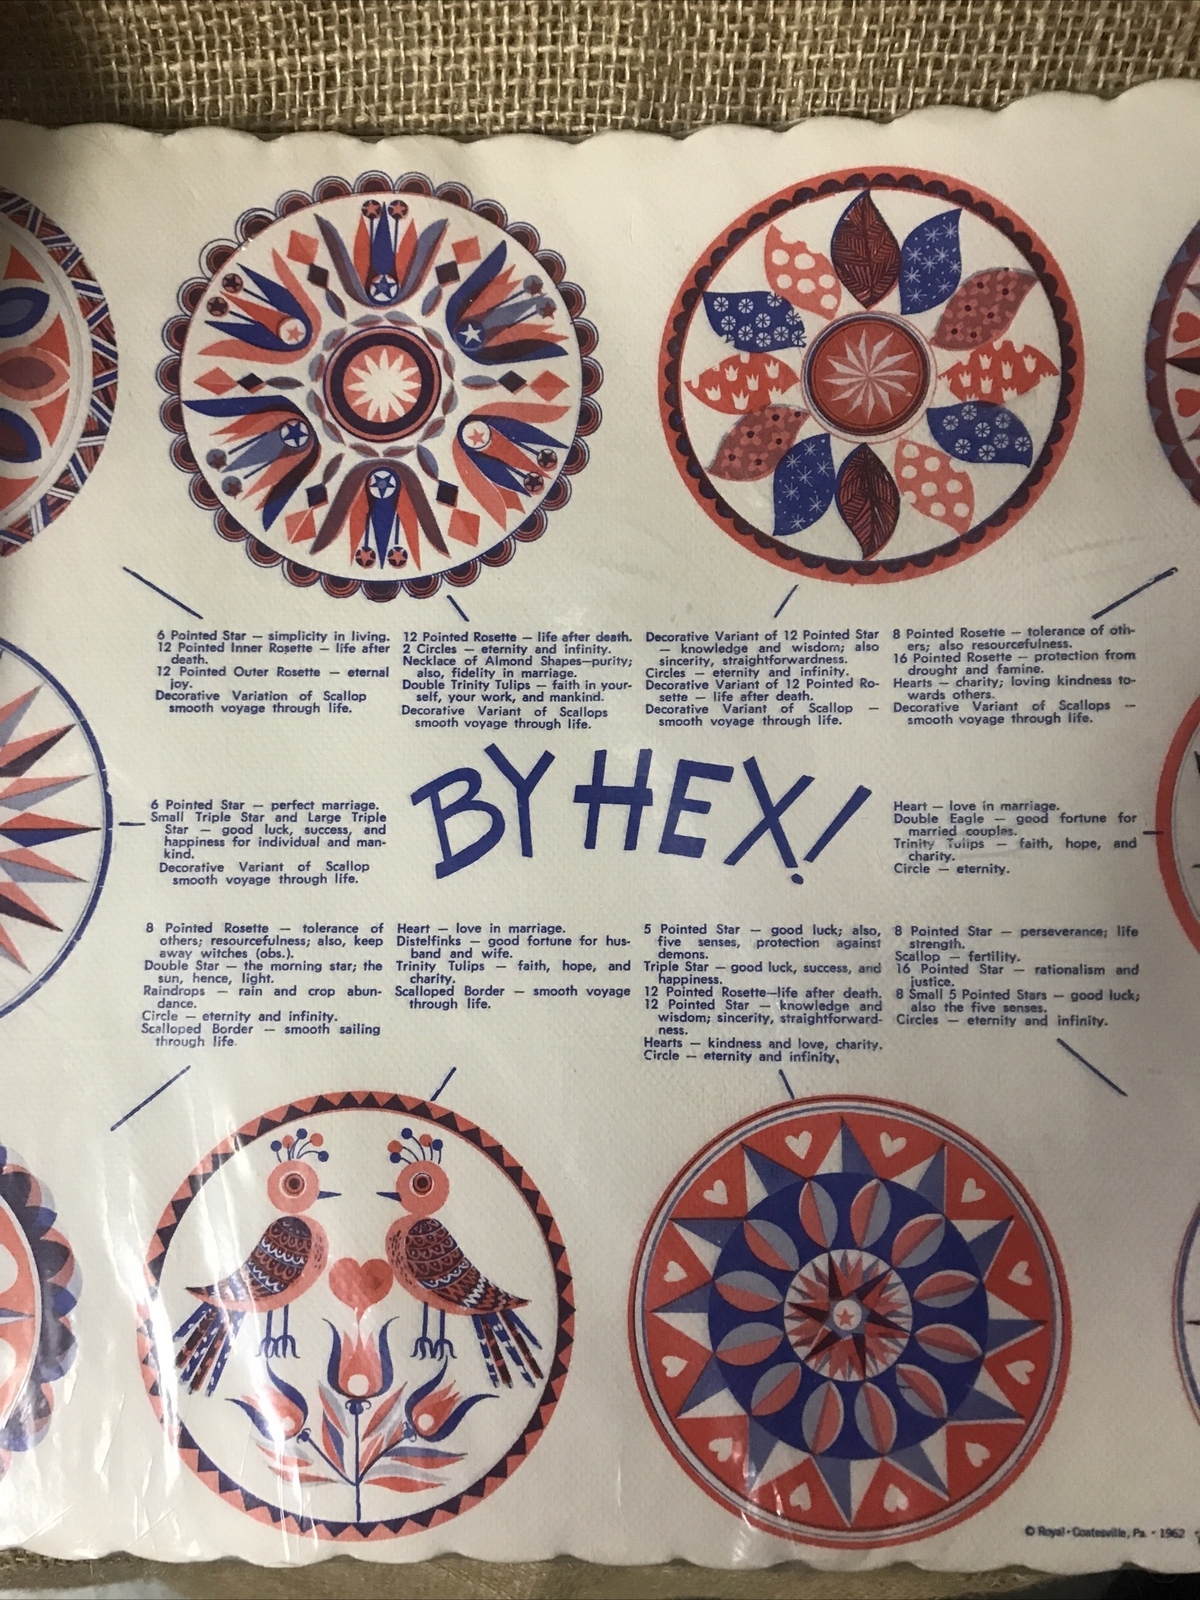 6 Pointed Star — simplicity in living.
12 Pointed Inner Rosette — life after
death.
12 Pointed Outer Rosette — eternal
joy.
Decorative Variation of Scallop
smooth voyage through life.
12 Pointed Rosette — life after death.
2 Circles — eternity and infinity.
Necklace of Almond Shapes—purity;
also, fidelity in marriage.
Double Trinity Tulips — faith in your-
self, your work, and mankind.
Decorative Variant of Scallops
smooth voyage through life.
Decorative Variant of 12 Pointed Star
— knowledge and wisdom; also
sincerity, straightforwardness.
Circles — eternity and infinity.
Decorative Variant of 12 Pointed Ro-
sette — life after death.
Decorative Variant of Scallop —
smooth voyage through life.
8 Pointed Rosette — tolerance of oth-
ers; also resourcefulness.
16 Pointed Rosette — protection from
drought and famine.
Hearts — charity; loving kindness to-
wards others.
Decorative Variant of Scallops —
smooth voyage through life.
BY HEX!
6 Pointed Star — perfect marriage.
Small Triple Star and Large Triple
Star — good luck, success, and
happiness for individual and man-
kind.
Decorative Variant of Scallop
smooth voyage through life.
Heart — love in marriage.
Double Eagle — good fortune for
married couples.
Trinity Tulips — faith, hope, and
charity.
Circle — eternity.
8 Pointed Rosette — tolerance of
others; resourcefulness; also, keep
away witches (obs.).
Double Star — the morning star; the
sun, hence, light.
Raindrops — rain and crop abun-
dance.
Circle — eternity and infinity.
Scalloped Border — smooth sailing
through life.
Heart — love in marriage.
Distelfinks — good fortune for hus-
band and wife.
Trinity Tulips — faith, hope, and
charity.
Scalloped Border — smooth voyage
through life.
5 Pointed Star — good luck; also,
five senses, protection against
demons.
Triple Star — good luck, success, and
happiness.
12 Pointed Rosette—life after death.
12 Pointed Star — knowledge and
wisdom; sincerity, straightforward-
ness.
Hearts — kindness and love, charity.
Circle — eternity and infinity.
8 Pointed Star — perseverance; life
strength.
Scallop — fertility.
16 Pointed Star — rationalism and
justice.
8 Small 5 Pointed Stars — good luck;
also the five senses.
Circles — eternity and infinity.
© Royal · Coatesville, Pa. · 1962